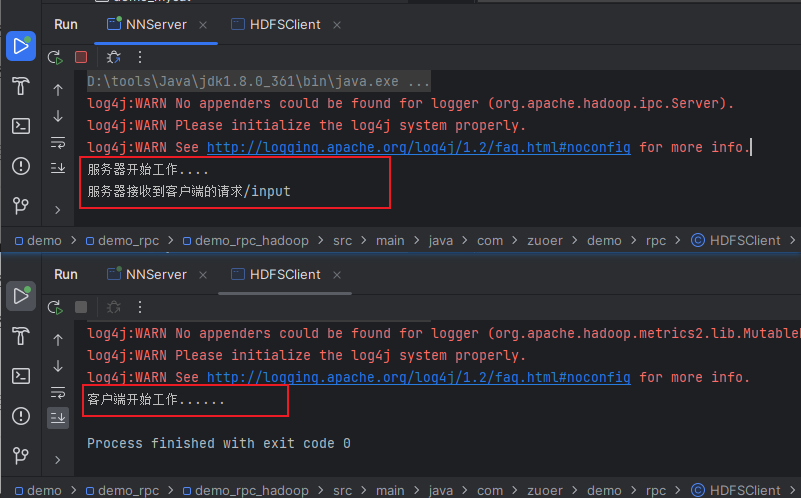 Run NNServer HDFSClient
D:\tools\Java\jdk1.8.0_361\bin\java.exe ...
log4j:WARN No appenders could be found for logger (org.apache.hadoop.ipc.Server).
log4j:WARN Please initialize the log4j system properly.
log4j:WARN See http://logging.apache.org/log4j/1.2/faq.html#noconfig for more info.
服务器开始工作....
服务器接收到客户端的请求/input
demo > demo_rpc > demo_rpc_hadoop > src > main > java > com > zuoer > demo > rpc > HDFSClient >
Run NNServer HDFSClient
log4j:WARN No appenders could be found for logger (org.apache.hadoop.metrics2.lib.Mutable
log4j:WARN Please initialize the log4j system properly.
log4j:WARN See http://logging.apache.org/log4j/1.2/faq.html#noconfig for more info.
客户端开始工作......
Process finished with exit code 0
demo > demo_rpc > demo_rpc_hadoop > src > main > java > com > zuoer > demo > rpc > HDFSClient >